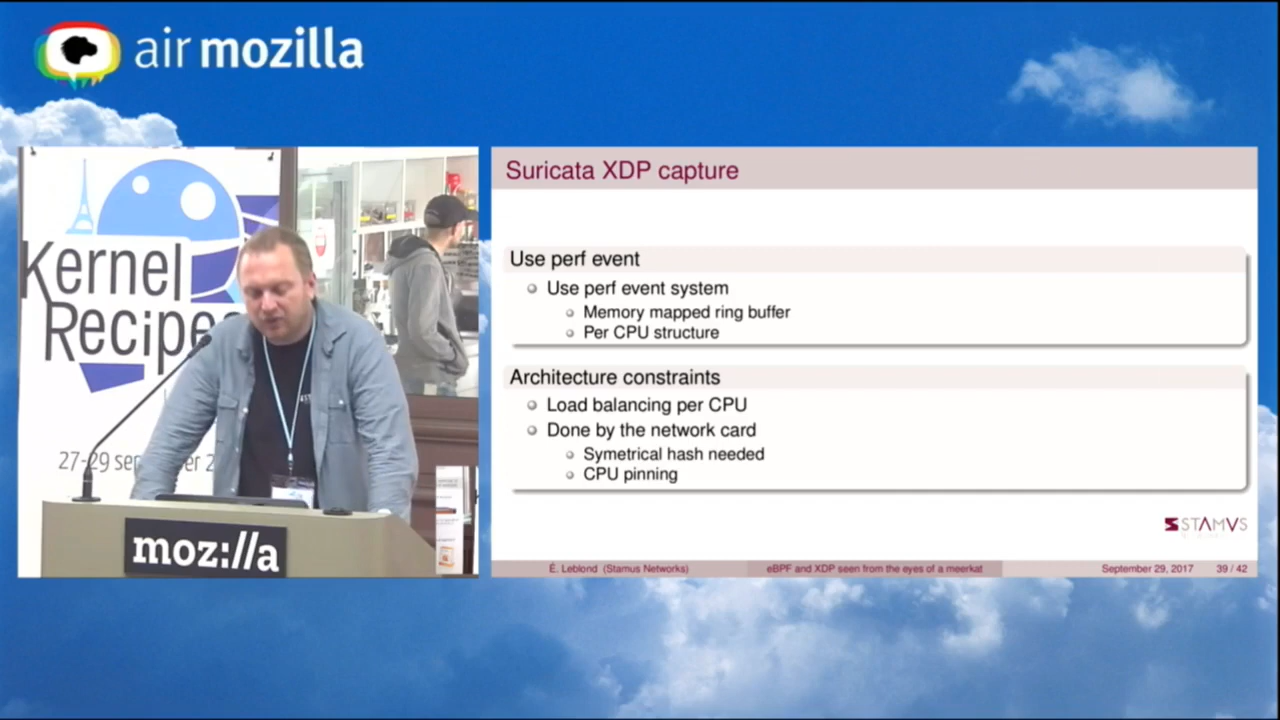 air mozilla
Kernel
Recipes
27-29
moz://a
Suricata XDP capture
Use perf event
Use perf event system
Memory mapped ring buffer
Per CPU structure
Architecture constraints
Load balancing per CPU
Done by the network card
Symetrical hash needed
CPU pinning
STAMVS
É. Leblond (Stamus Networks)
eBPF and XDP seen from the eyes of a meerkat
September 29, 2017
39 / 42